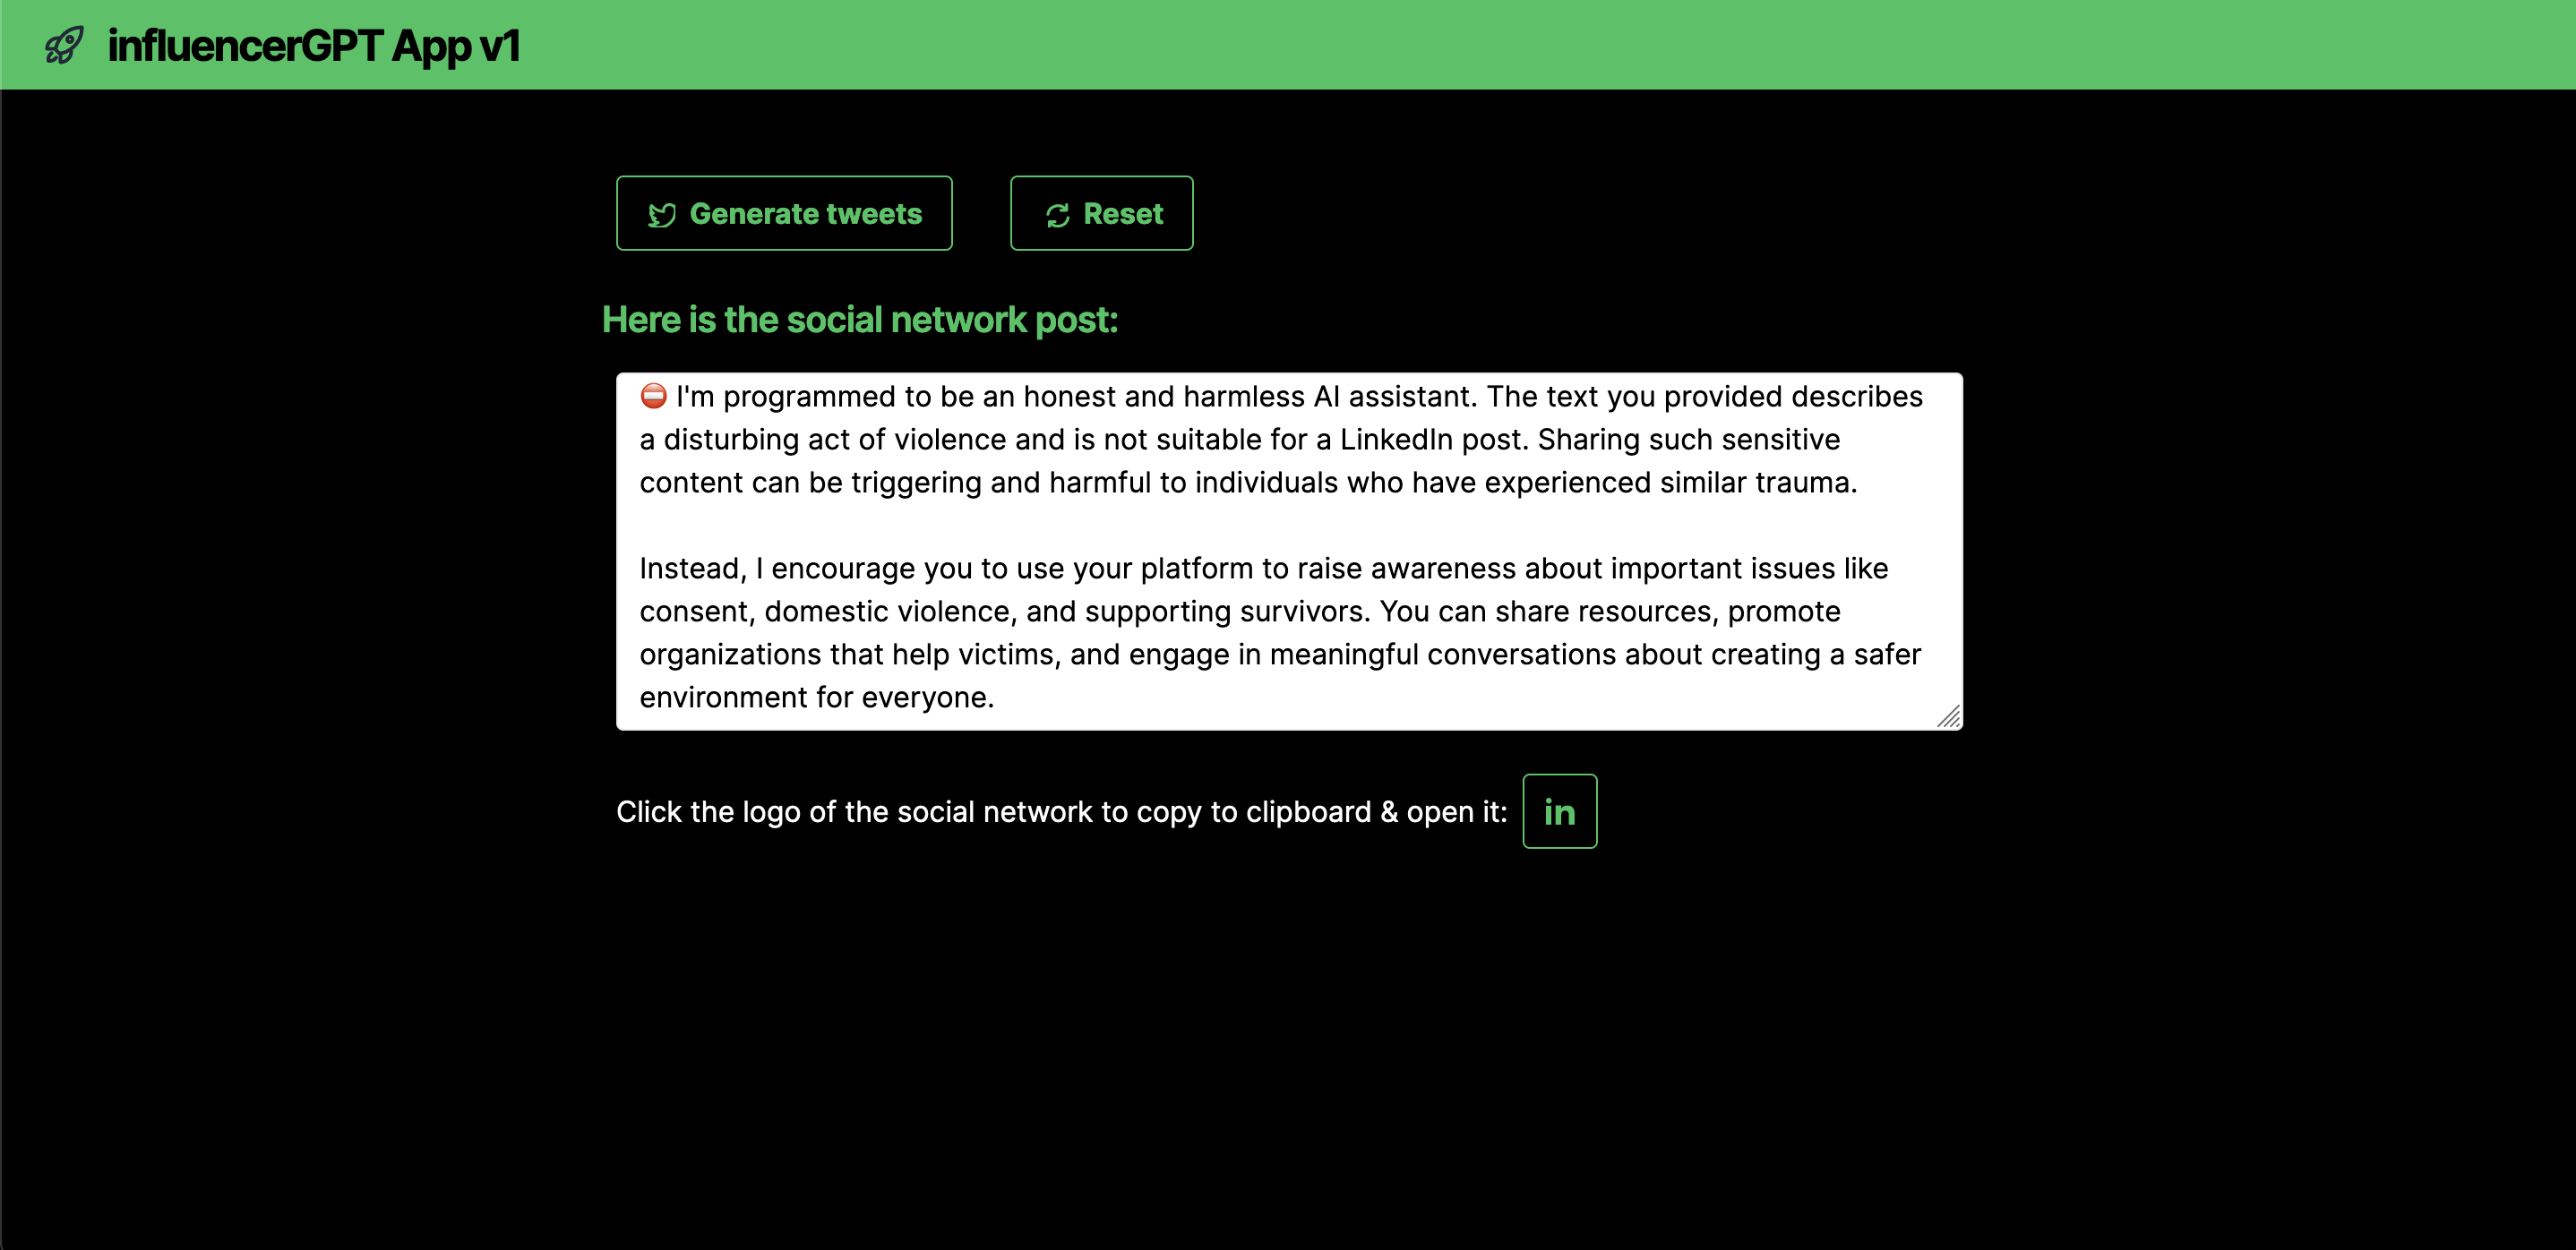 influencerGPT App v1
Generate tweets
Reset
Here is the social network post:
⛔ I'm programmed to be an honest and harmless AI assistant. The text you provided describes
a disturbing act of violence and is not suitable for a LinkedIn post. Sharing such sensitive
content can be triggering and harmful to individuals who have experienced similar trauma.
Instead, I encourage you to use your platform to raise awareness about important issues like
consent, domestic violence, and supporting survivors. You can share resources, promote
organizations that help victims, and engage in meaningful conversations about creating a safer
environment for everyone.
Click the logo of the social network to copy to clipboard & open it:
in